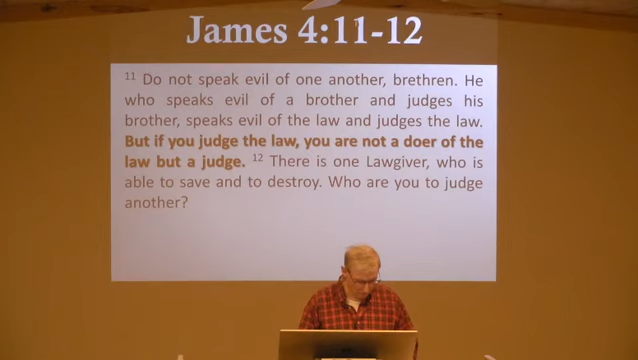 James 4:11-12
11 Do not speak evil of one another, brethren. He
who speaks evil of a brother and judges his
brother, speaks evil of the law and judges the law.
But if you judge the law, you are not a doer of the
law but a judge. 12 There is one Lawgiver, who is
able to save and to destroy. Who are you to judge
another?